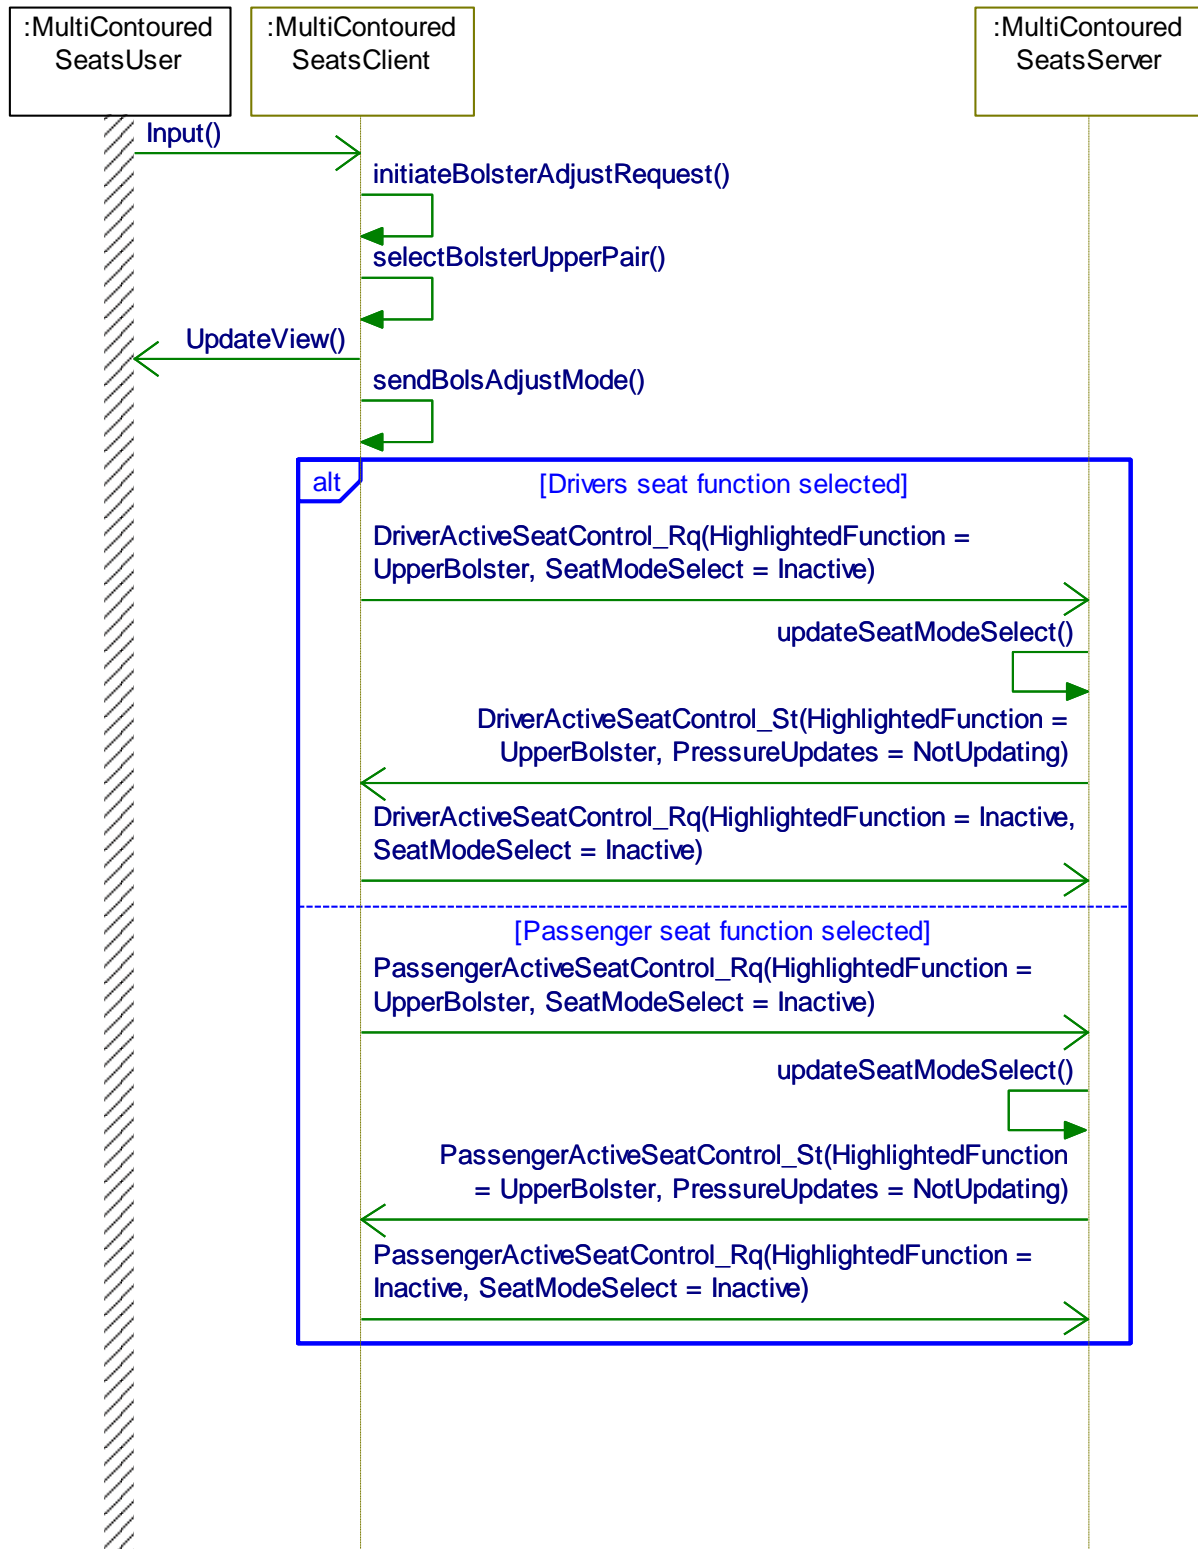 :MultiContoured
SeatsUser
:MultiContoured
SeatsClient
:MultiContoured
SeatsServer
Input()
initiateBolsterAdjustRequest()
selectBolsterUpperPair()
UpdateView()
sendBolsAdjustMode()
alt
[Drivers seat function selected]
DriverActiveSeatControl_Rq(HighlightedFunction =
UpperBolster, SeatModeSelect = Inactive)
updateSeatModeSelect()
DriverActiveSeatControl_St(HighlightedFunction =
UpperBolster, PressureUpdates = NotUpdating)
DriverActiveSeatControl_Rq(HighlightedFunction = Inactive,
SeatModeSelect = Inactive)
[Passenger seat function selected]
PassengerActiveSeatControl_Rq(HighlightedFunction =
UpperBolster, SeatModeSelect = Inactive)
updateSeatModeSelect()
PassengerActiveSeatControl_St(HighlightedFunction
= UpperBolster, PressureUpdates = NotUpdating)
PassengerActiveSeatControl_Rq(HighlightedFunction =
Inactive, SeatModeSelect = Inactive)